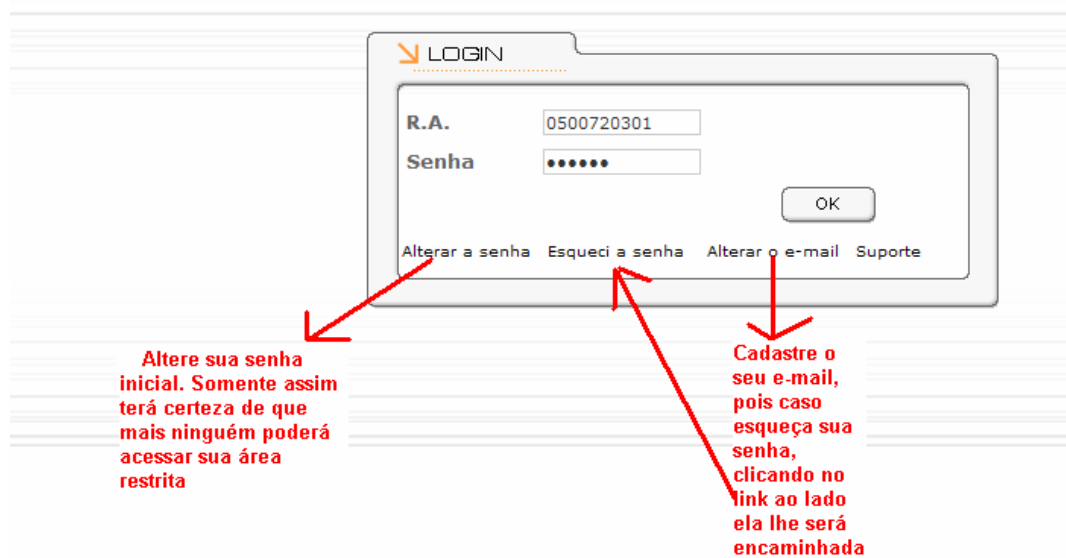 LOGIN
R.A. 0500720301
Senha ••••••
OK
Alterar a senha Esqueci a senha Alterar o e-mail Suporte
Altere sua senha
inicial. Somente assim
terá certeza de que
mais ninguém poderá
acessar sua área
restrita
Cadastre o
seu e-mail,
pois caso
esqueça sua
senha,
clicando no
link ao lado
ela lhe será
encaminhada